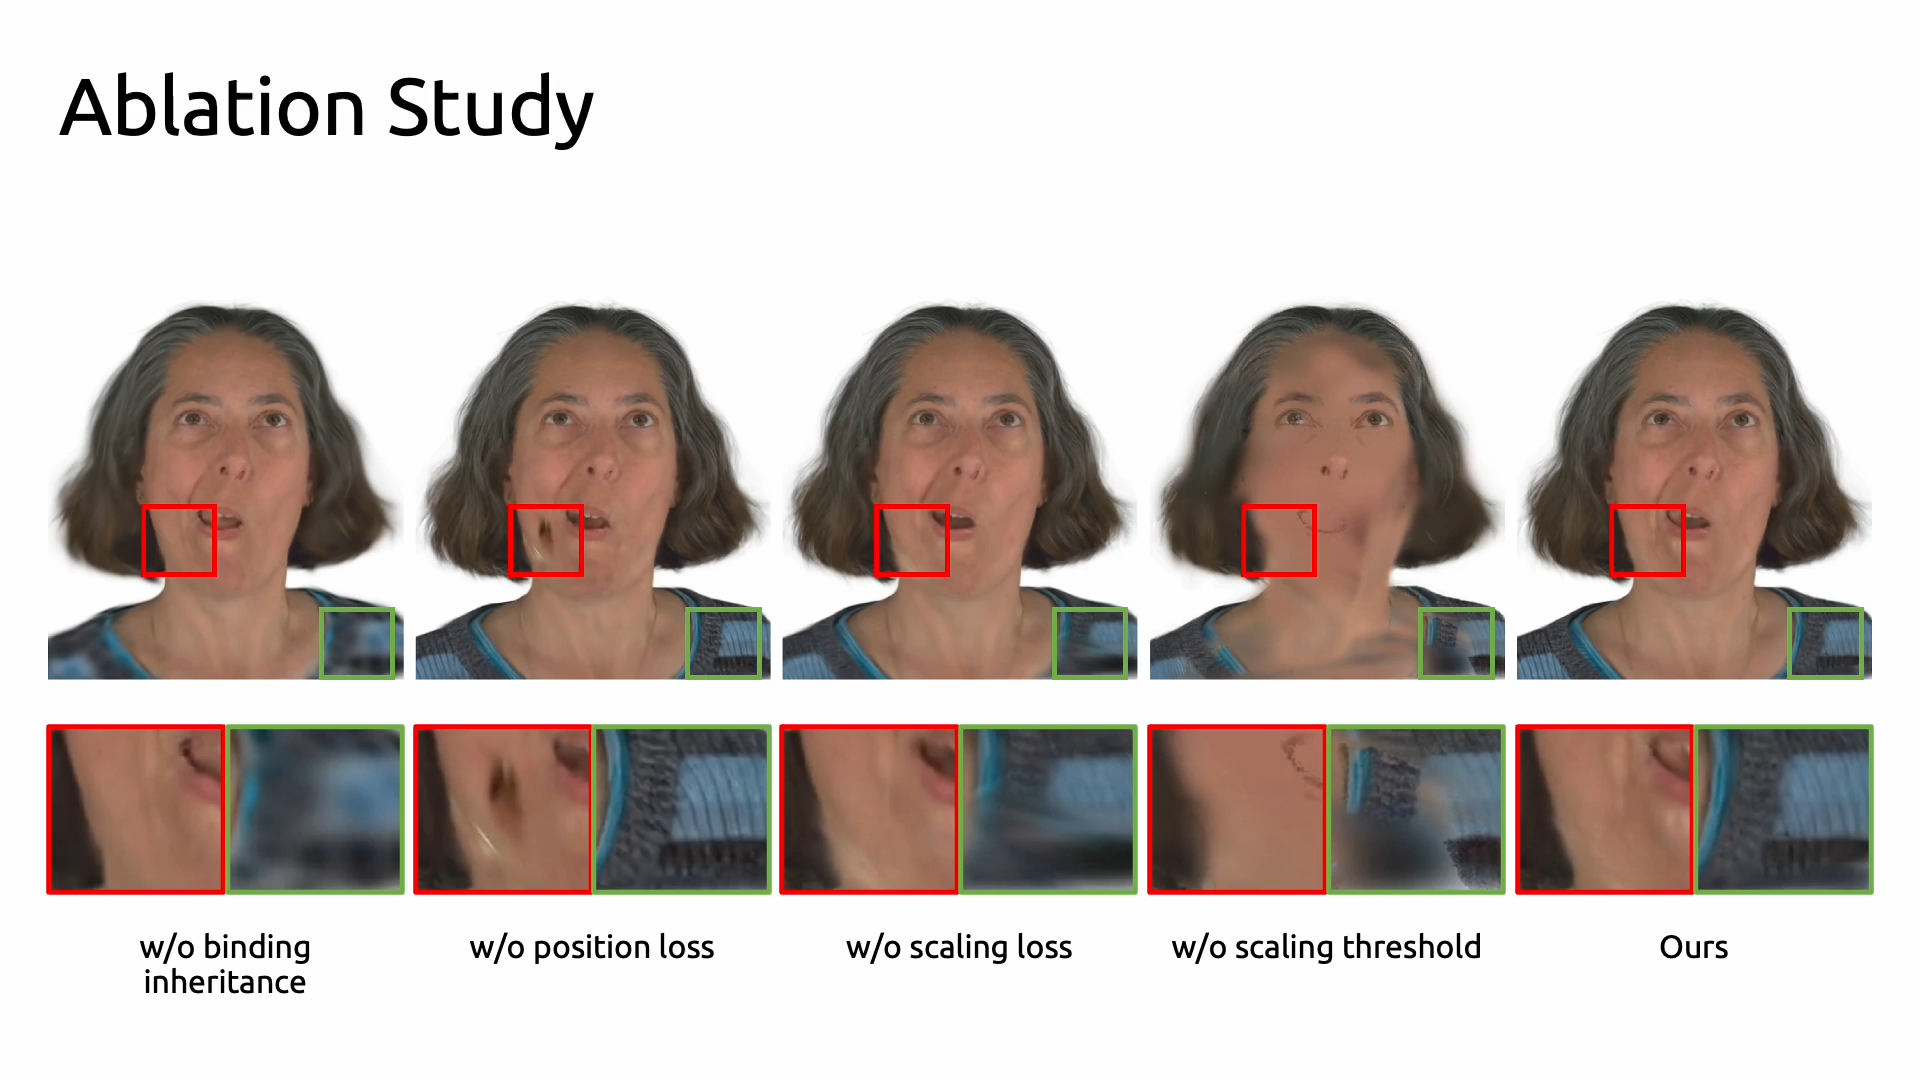 Ablation Study
w/o binding
inheritance
w/o position loss
w/o scaling loss
w/o scaling threshold
Ours